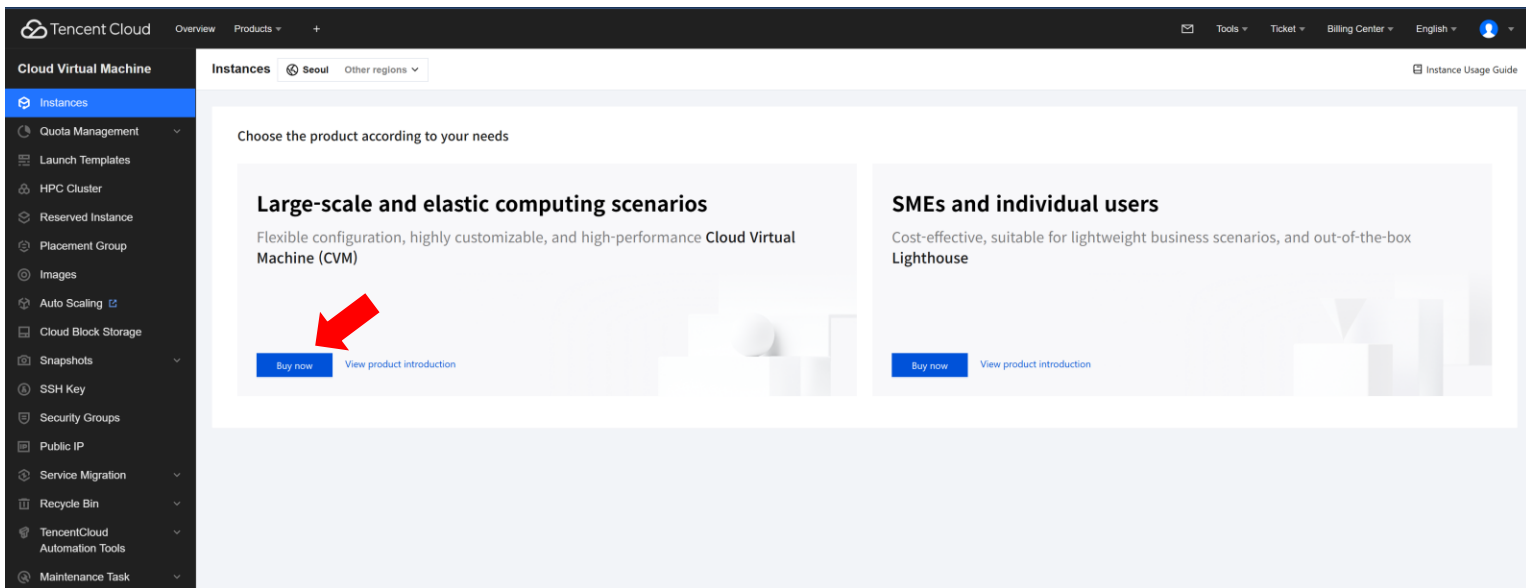 Tencent Cloud Overview Products + Tools Ticket Billing Center English
Cloud Virtual Machine
Instances Seoul Other regions Instance Usage Guide
Instances
Quota Management
Launch Templates
HPC Cluster
Reserved Instance
Placement Group
Images
Auto Scaling
Cloud Block Storage
Snapshots
SSH Key
Security Groups
Public IP
IP
Service Migration
Recycle Bin
TencentCloud
Automation Tools
Maintenance Task
Choose the product according to your needs
Large-scale and elastic computing scenarios
Flexible configuration, highly customizable, and high-performance Cloud Virtual
Machine (CVM)
Buy now View product introduction
SMEs and individual users
Cost-effective, suitable for lightweight business scenarios, and out-of-the-box
Lighthouse
Buy now View product introduction